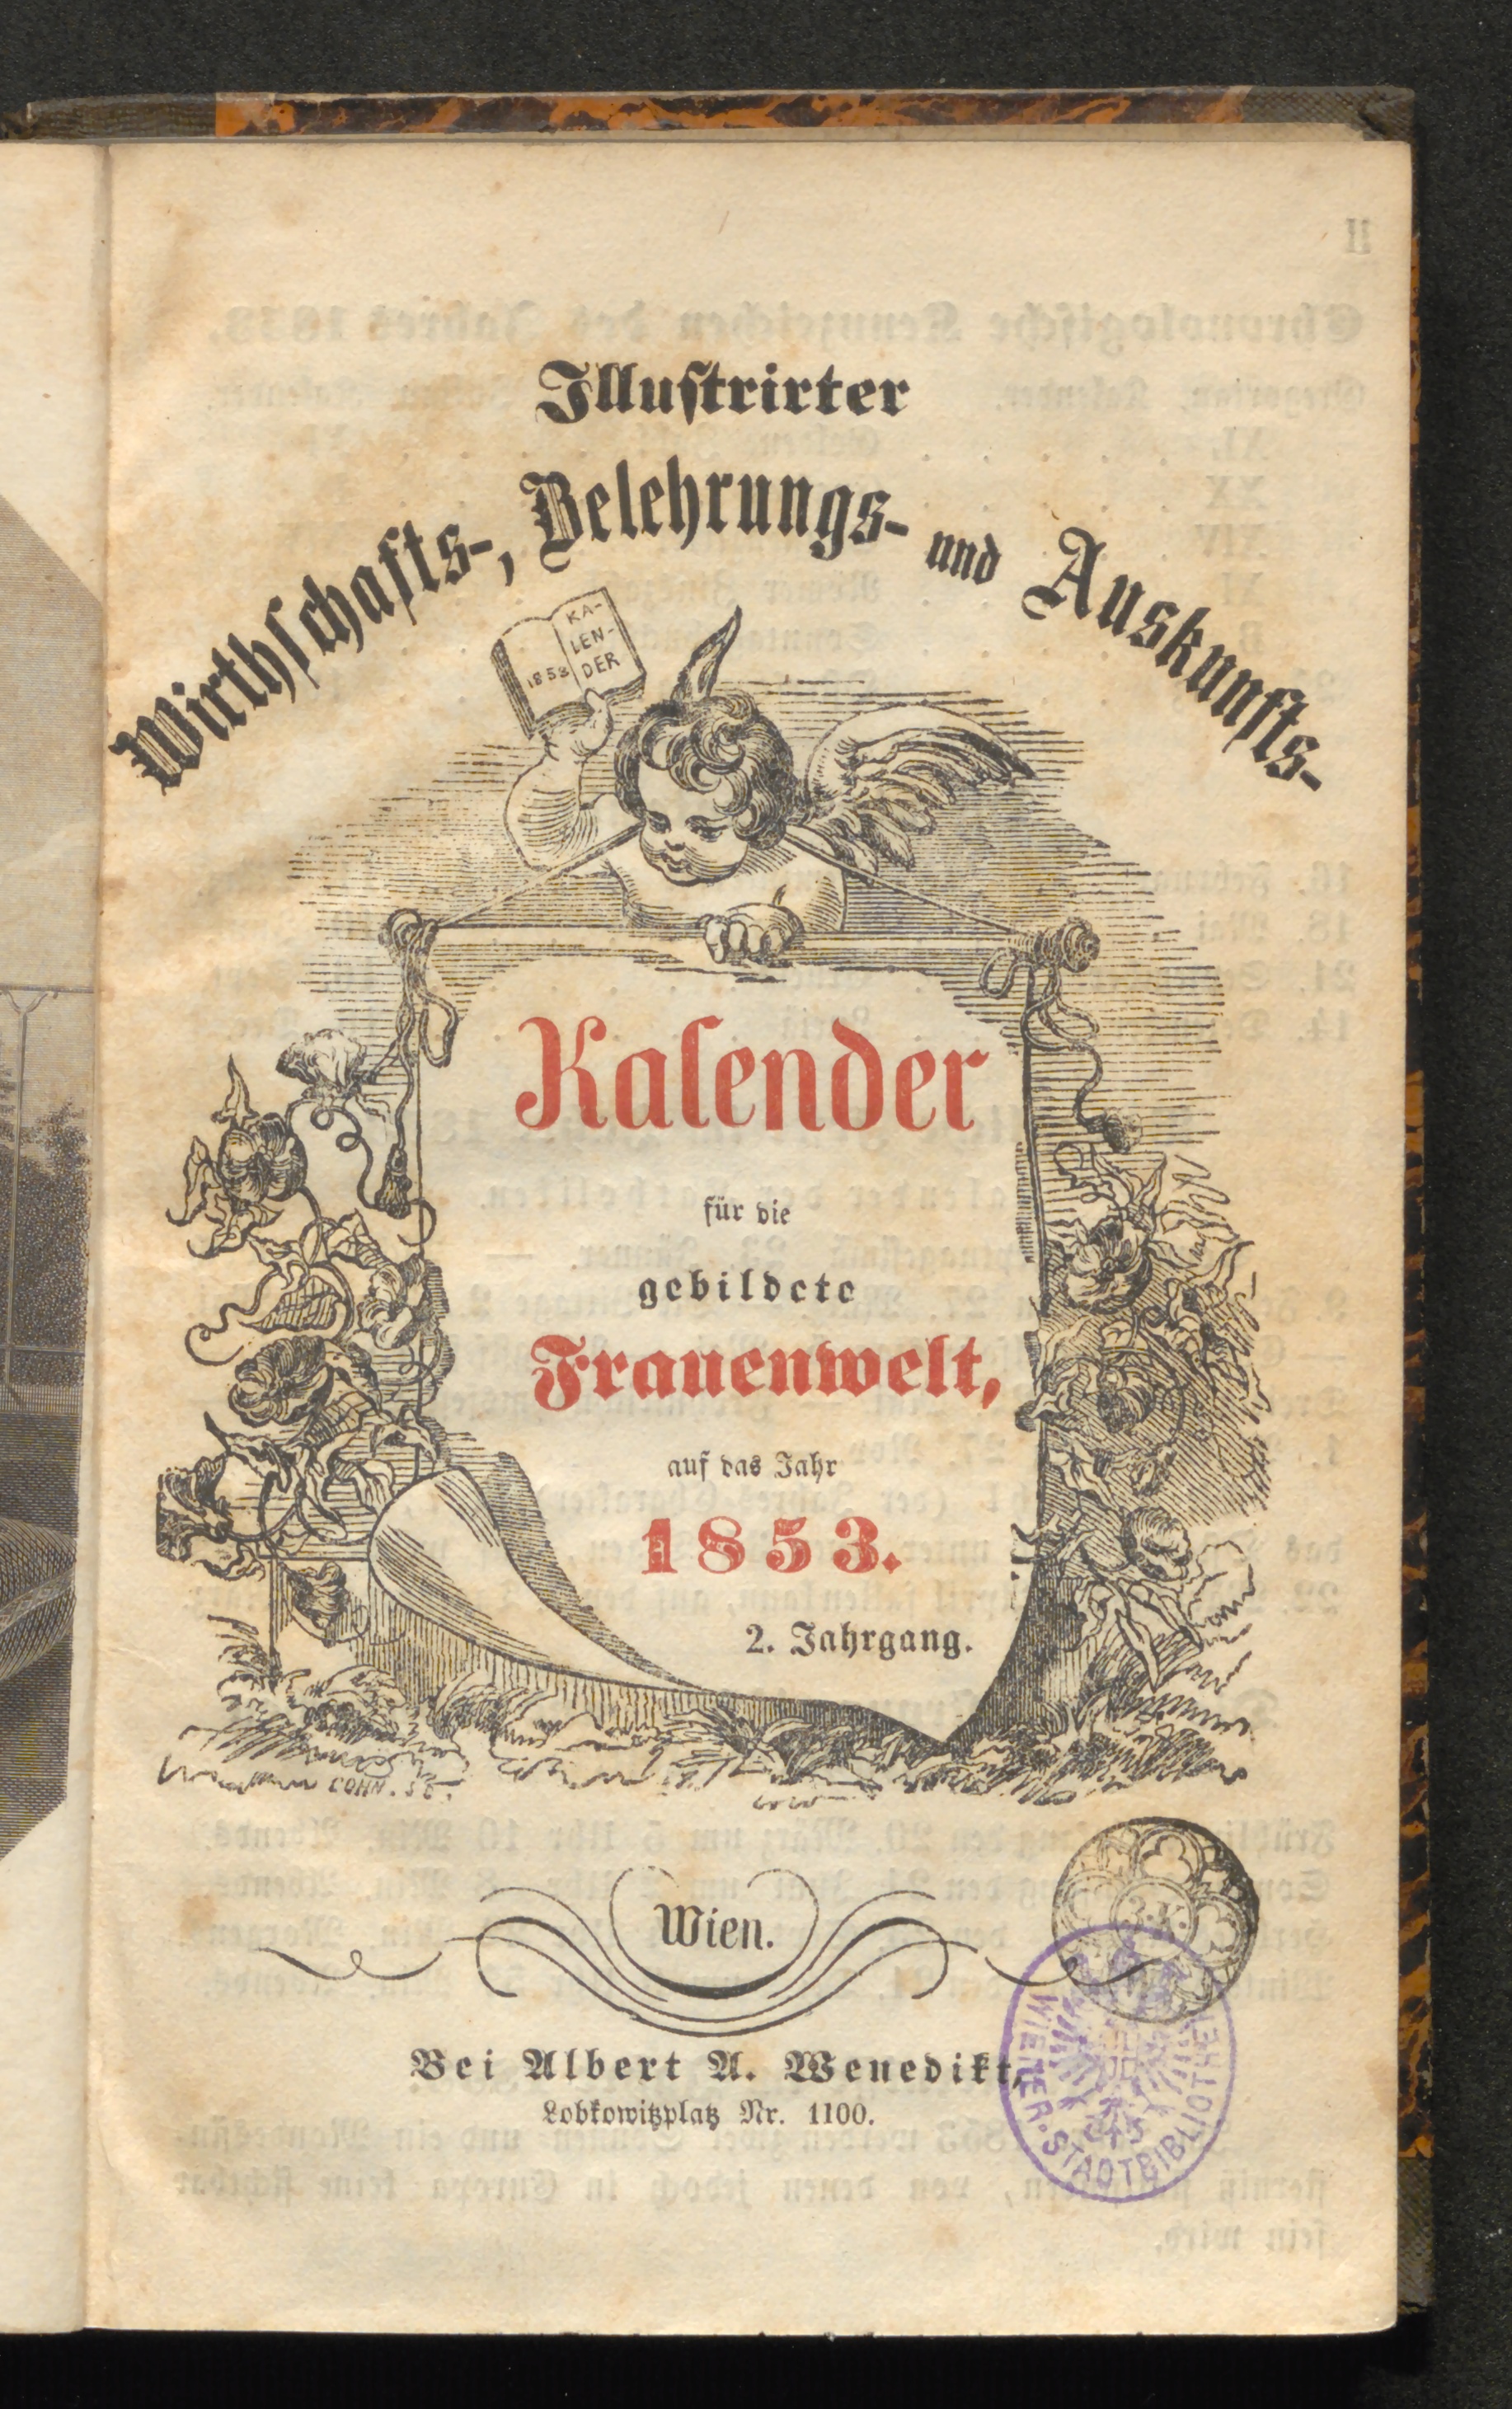 Illustrirter
Wirthschafts-, Belehrungs- und Auskunfts-
1853
KA-
LEN-
DER
Kalender
für die
gebildete
Frauenwelt,
auf das Jahr
1853.
2. Jahrgang.
COHN. SC.
Wien.
Bei Albert A. Wenedikt,
Lobkowitzplatz Nr. 1100.
WIENER·STADTBIBLIOTHEK